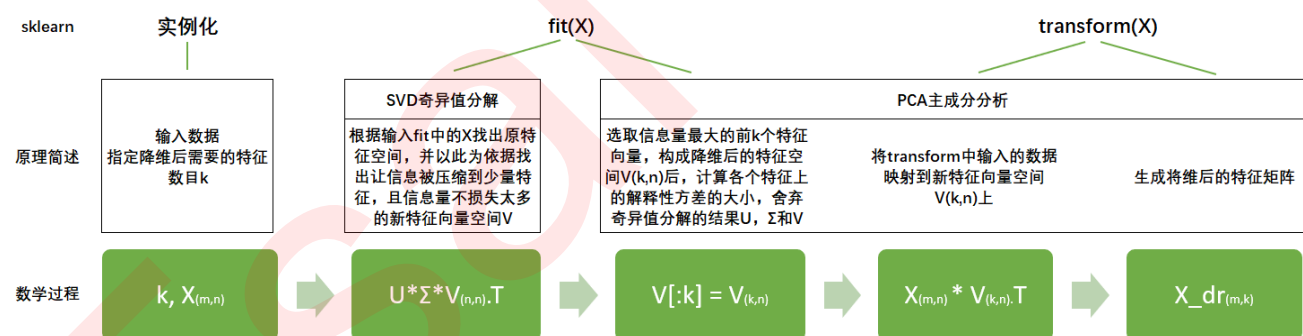 sklearn
实例化
fit(X)
transform(X)
原理简述
输入数据
指定降维后需要的特征
数目k
SVD奇异值分解
根据输入fit中的X找出原特
征空间，并以此为依据找
出让信息被压缩到少量特
征，且信息量不损失太多
的新特征向量空间V
PCA主成分分析
选取信息量最大的前k个特征
向量，构成降维后的特征空
间V(k,n)后，计算各个特征上
的解释性方差的大小，舍弃
奇异值分解的结果U，Σ和V
将transform中输入的数据
映射到新特征向量空间
V(k,n)上
生成将维后的特征矩阵
数学过程
k, X(m,n)
U*Σ*V(n,n).T
V[:k] = V(k,n)
X(m,n) * V(k,n).T
X_dr(m,k)